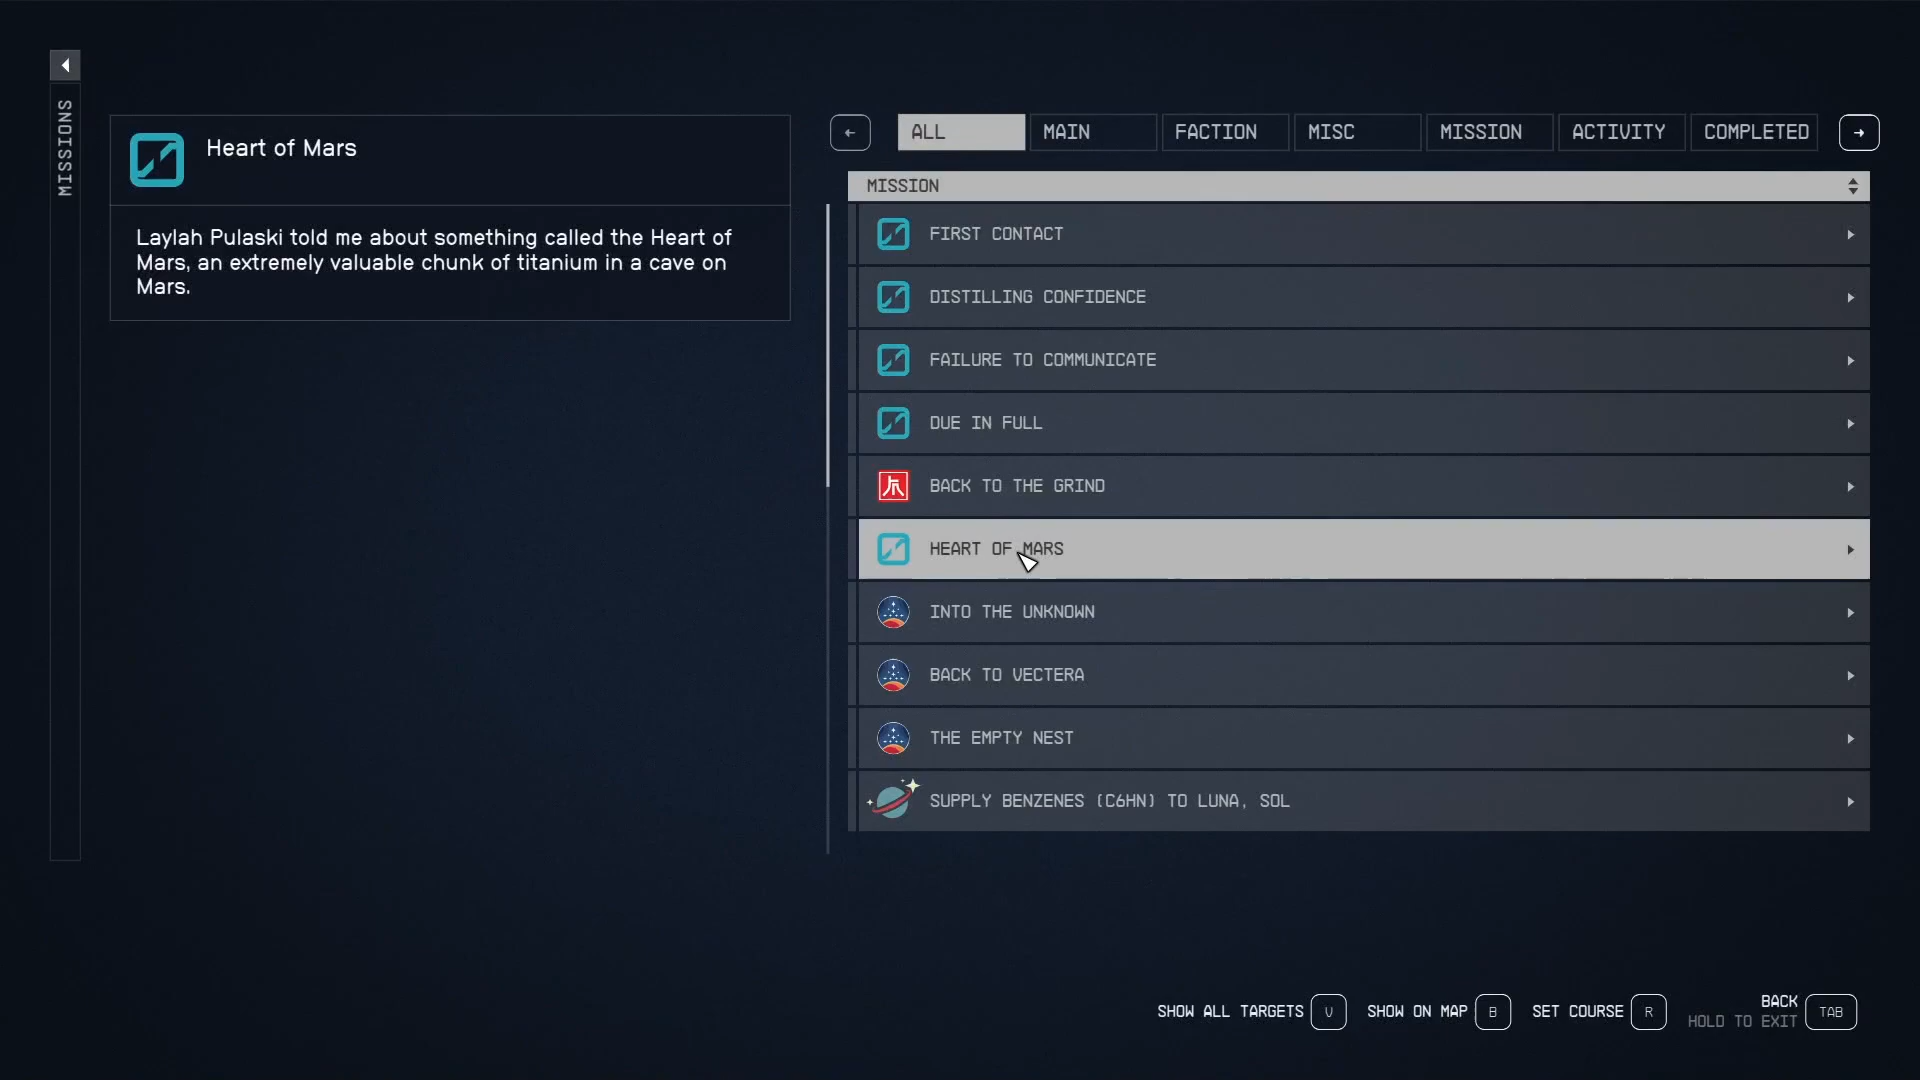 MISSIONS
Heart of Mars
Laylah Pulaski told me about something called the Heart of
Mars, an extremely valuable chunk of titanium in a cave on
Mars.
ALL
MAIN
FACTION
MISC
MISSION
ACTIVITY
COMPLETED
MISSION
FIRST CONTACT
DISTILLING CONFIDENCE
FAILURE TO COMMUNICATE
DUE IN FULL
BACK TO THE GRIND
HEART OF MARS
INTO THE UNKNOWN
BACK TO VECTERA
THE EMPTY NEST
SUPPLY BENZENES (C6HN) TO LUNA, SOL
SHOW ALL TARGETS V
SHOW ON MAP B
SET COURSE R
BACK
HOLD TO EXIT
TAB